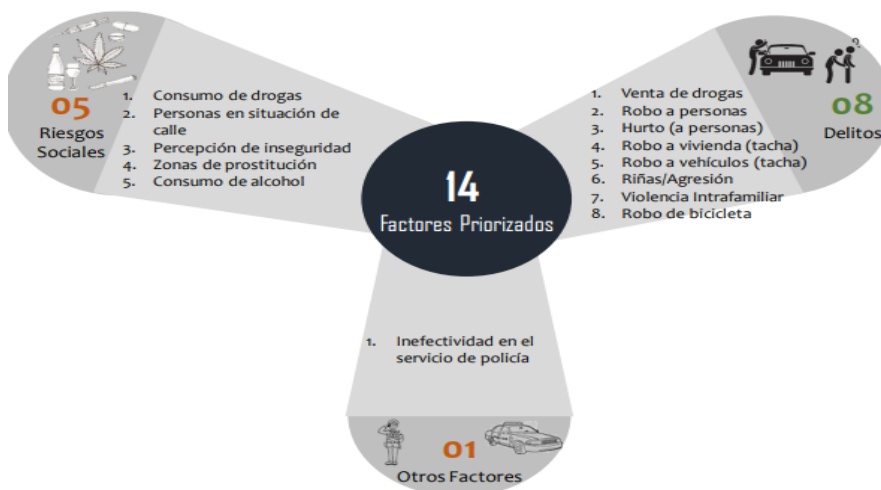 05
Riesgos
Sociales
1. Consumo de drogas
2. Personas en situación de
calle
3. Percepción de inseguridad
4. Zonas de prostitución
5. Consumo de alcohol
14
Factores Priorizados
1. Venta de drogas
2. Robo a personas
3. Hurto (a personas)
4. Robo a vivienda (tacha)
5. Robo a vehículos (tacha)
6. Riñas/Agresión
7. Violencia Intrafamiliar
8. Robo de bicicleta
08
Delitos
1. Inefectividad en el
servicio de policía
01
Otros Factores